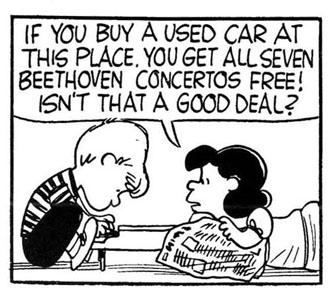 IF YOU BUY A USED CAR AT
THIS PLACE, YOU GET ALL SEVEN
BEETHOVEN CONCERTOS FREE!
ISN'T THAT A GOOD DEAL?